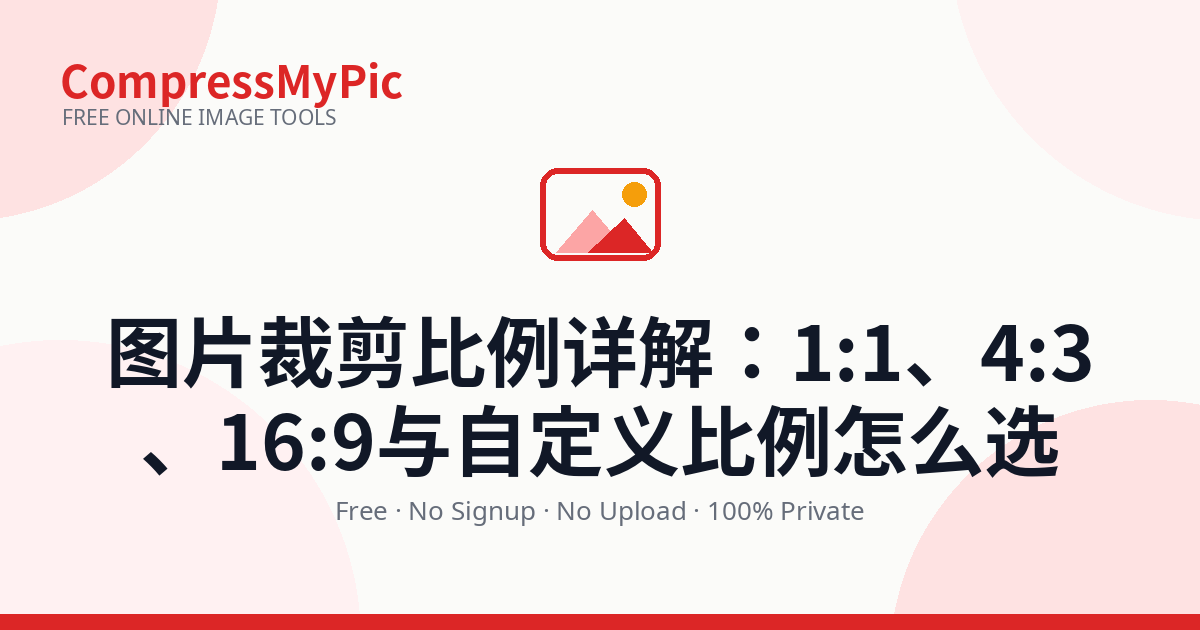 CompressMyPic
FREE ONLINE IMAGE TOOLS
图片裁剪比例详解：1:1、4:3
、16:9与自定义比例怎么选
Free · No Signup · No Upload · 100% Private